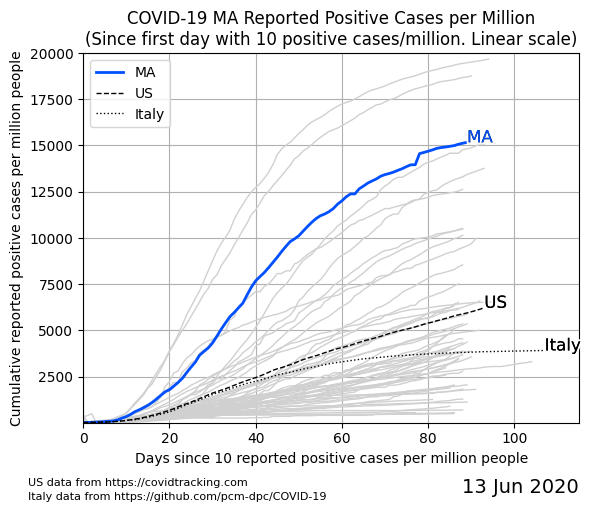 COVID-19 MA Reported Positive Cases per Million
(Since first day with 10 positive cases/million. Linear scale)
Cumulative reported positive cases per million people
20000
17500
15000
12500
10000
7500
5000
2500
MA
US
Italy
MA
US
Italy
0
20
40
60
80
100
Days since 10 reported positive cases per million people
US data from https://covidtracking.com
Italy data from https://github.com/pcm-dpc/COVID-19
13 Jun 2020